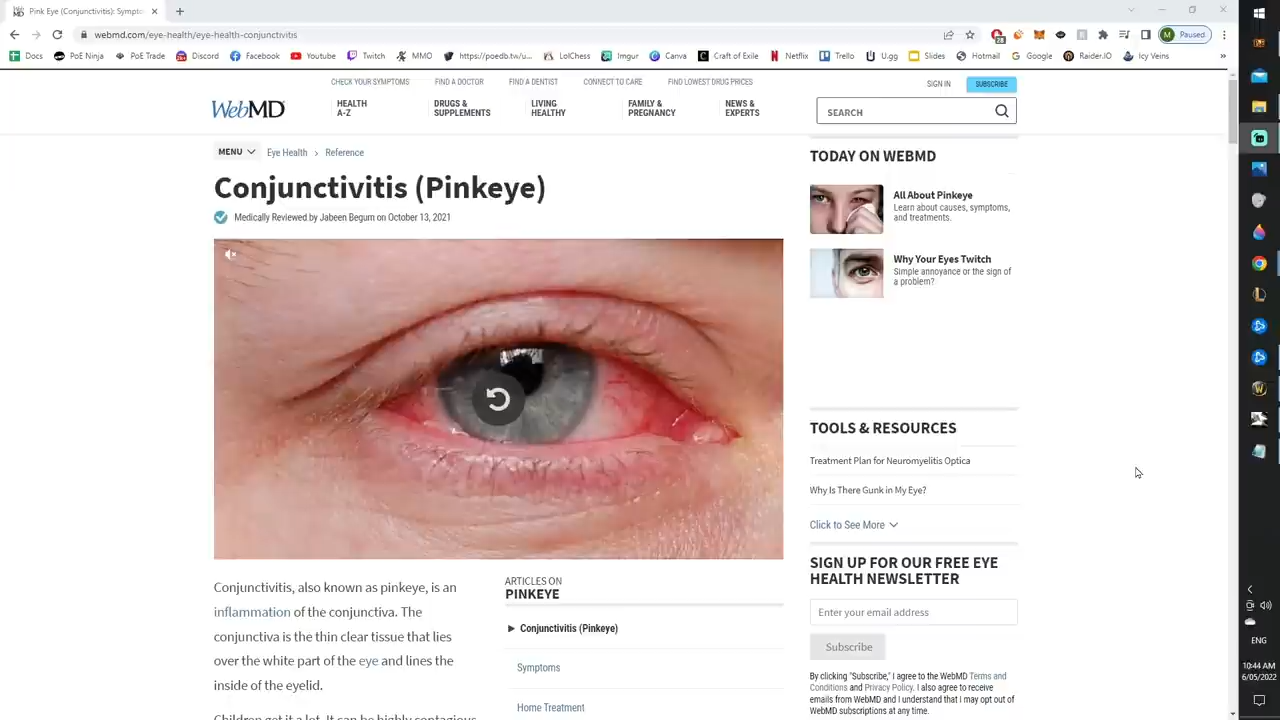 Pink Eye (Conjunctivitis): Sympto
webmd.com/eye-health/eye-health-conjunctivitis
Paused
Docs
PoE Ninja
PoE Trade
Discord
Facebook
Youtube
Twitch
MMO
https://poedb.tw/u...
LolChess
Imgur
Canva
Craft of Exile
Netflix
Trello
U.gg
Slides
Hotmail
Google
Raider.IO
Icy Veins
CHECK YOUR SYMPTOMS
FIND A DOCTOR
FIND A DENTIST
CONNECT TO CARE
FIND LOWEST DRUG PRICES
SIGN IN
SUBSCRIBE
WebMD
HEALTH
A-Z
DRUGS &
SUPPLEMENTS
LIVING
HEALTHY
FAMILY &
PREGNANCY
NEWS &
EXPERTS
SEARCH
MENU
Eye Health > Reference
Conjunctivitis (Pinkeye)
Medically Reviewed by Jabeen Begum on October 13, 2021
Conjunctivitis, also known as pinkeye, is an
inflammation of the conjunctiva. The
conjunctiva is the thin clear tissue that lies
over the white part of the eye and lines the
inside of the eyelid.
Children get it a lot. It can be highly contagious
ARTICLES ON
PINKEYE
Conjunctivitis (Pinkeye)
Symptoms
Home Treatment
TODAY ON WEBMD
All About Pinkeye
Learn about causes, symptoms,
and treatments.
Why Your Eyes Twitch
Simple annoyance or the sign of
a problem?
TOOLS & RESOURCES
Treatment Plan for Neuromyelitis Optica
Why Is There Gunk in My Eye?
Click to See More
SIGN UP FOR OUR FREE EYE
HEALTH NEWSLETTER
Enter your email address
Subscribe
By clicking "Subscribe," I agree to the WebMD Terms and
Conditions and Privacy Policy. I also agree to receive
emails from WebMD and I understand that I may opt out of
WebMD subscriptions at any time.
ENG
10:44 AM
6/05/2022